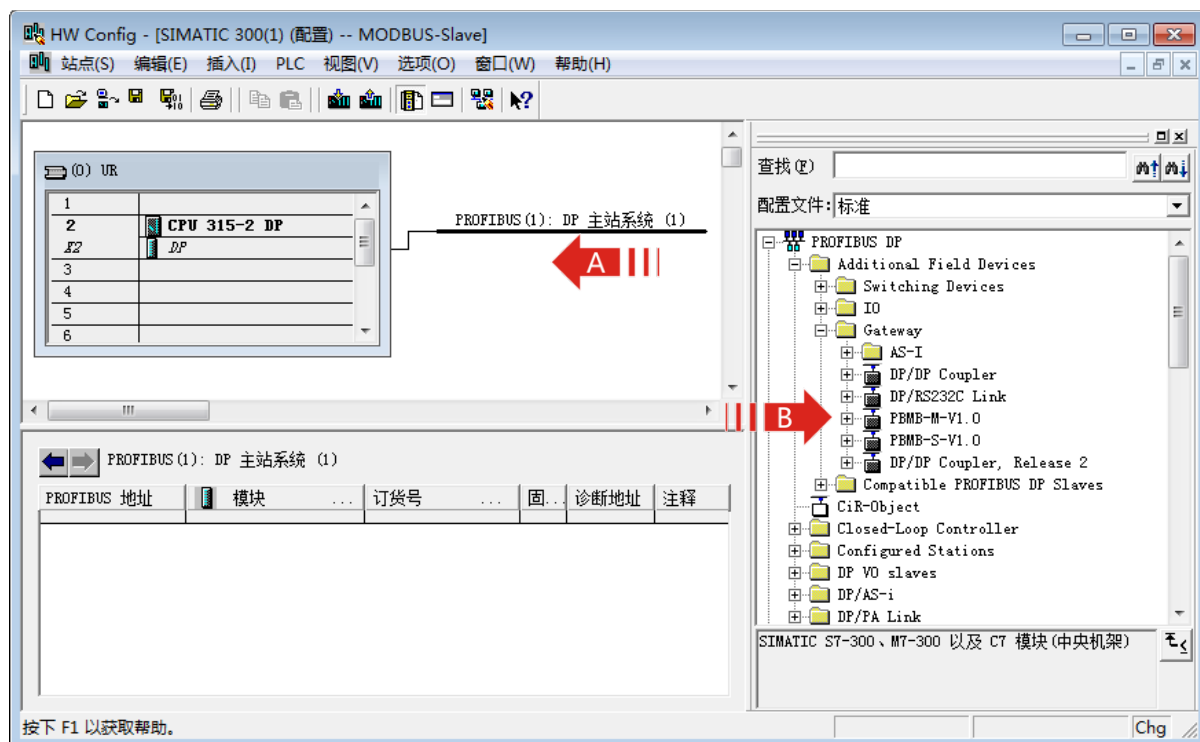 HW Config - [SIMATIC 300(1) (配置) -- MODBUS-Slave]
站点(S) 编辑(E) 插入(I) PLC 视图(V) 选项(O) 窗口(W) 帮助(H)
(0) UR
1
2 CPU 315-2 DP
X2 DP
3
4
5
6
PROFIBUS(1): DP 主站系统 (1)
A
B
PROFIBUS(1): DP 主站系统 (1)
PROFIBUS 地址 模块 ... 订货号 ... 固... 诊断地址 注释
查找(F)
配置文件: 标准
PROFIBUS DP
Additional Field Devices
Switching Devices
IO
Gateway
AS-I
DP/DP Coupler
DP/RS232C Link
PBMB-M-V1.0
PBMB-S-V1.0
DP/DP Coupler, Release 2
Compatible PROFIBUS DP Slaves
CiR-Object
Closed-Loop Controller
Configured Stations
DP V0 slaves
DP/AS-i
DP/PA Link
SIMATIC S7-300、M7-300 以及 C7 模块(中央机架)
按下 F1 以获取帮助。
Chg